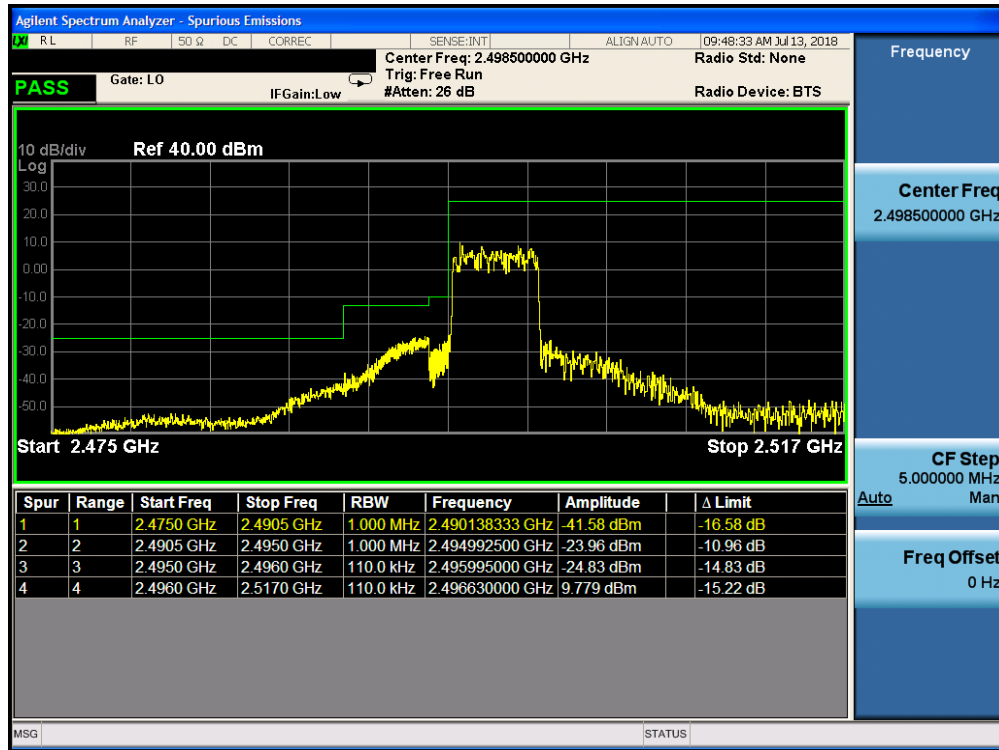 Agilent Spectrum Analyzer - Spurious Emissions
LXI RL RF 50 Ω DC CORREC SENSE:INT ALIGN AUTO 09:48:33 AM Jul 13, 2018
Center Freq: 2.498500000 GHz Radio Std: None
Trig: Free Run
PASS Gate: LO IFGain:Low #Atten: 26 dB Radio Device: BTS
10 dB/div Ref 40.00 dBm
Log
30.0
20.0
10.0
0.00
-10.0
-20.0
-30.0
-40.0
-50.0
Start 2.475 GHz Stop 2.517 GHz
Spur Range Start Freq Stop Freq RBW Frequency Amplitude Δ Limit
1 1 2.4750 GHz 2.4905 GHz 1.000 MHz 2.490138333 GHz -41.58 dBm -16.58 dB
2 2 2.4905 GHz 2.4950 GHz 1.000 MHz 2.494992500 GHz -23.96 dBm -10.96 dB
3 3 2.4950 GHz 2.4960 GHz 110.0 kHz 2.495995000 GHz -24.83 dBm -14.83 dB
4 4 2.4960 GHz 2.5170 GHz 110.0 kHz 2.496630000 GHz 9.779 dBm -15.22 dB
MSG STATUS
Frequency
Center Freq
2.498500000 GHz
CF Step
5.000000 MHz
Auto Man
Freq Offset
0 Hz